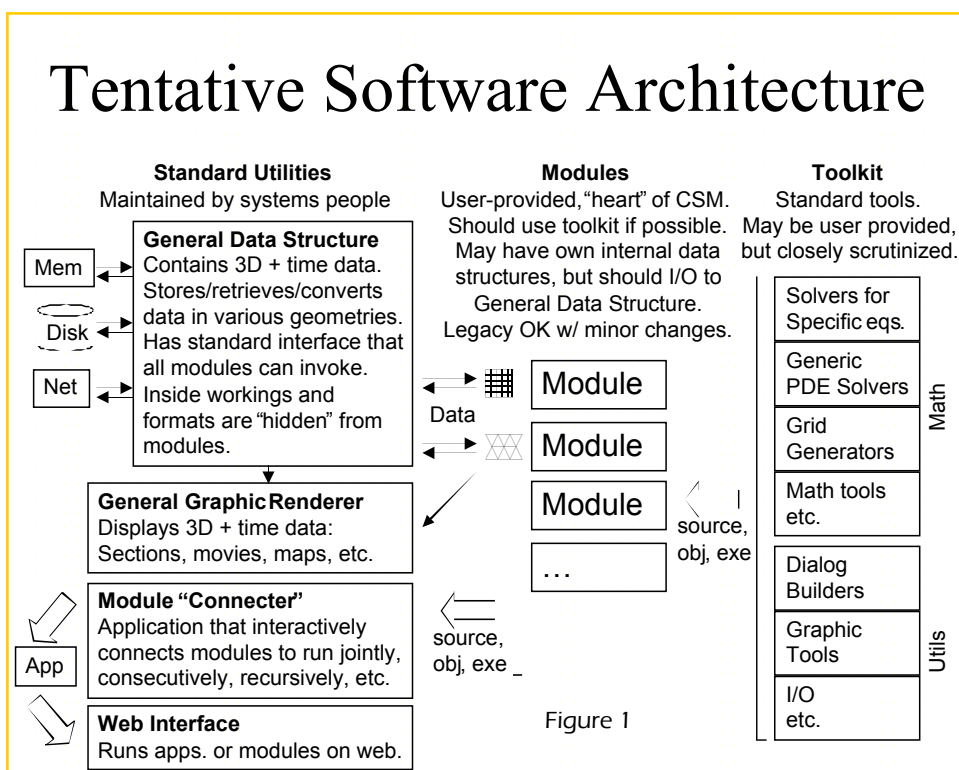 Tentative Software Architecture
Standard Utilities
Maintained by systems people
Mem
Disk
Net
General Data Structure
Contains 3D + time data.
Stores/retrieves/converts
data in various geometries.
Has standard interface that
all modules can invoke.
Inside workings and
formats are “hidden” from
modules.
General Graphic Renderer
Displays 3D + time data:
Sections, movies, maps, etc.
Module “Connecter”
Application that interactively
connects modules to run jointly,
consecutively, recursively, etc.
App
Web Interface
Runs apps. or modules on web.
Modules
User-provided, “heart” of CSM.
Should use toolkit if possible.
May have own internal data
structures, but should I/O to
General Data Structure.
Legacy OK w/ minor changes.
Data
Module
Module
Module
...
source,
obj, exe
source,
obj, exe
Figure 1
Toolkit
Standard tools.
May be user provided,
but closely scrutinized.
Solvers for
Specific eqs.
Generic
PDE Solvers
Grid
Generators
Math tools
etc.
Math
Dialog
Builders
Graphic
Tools
I/O
etc.
Utils